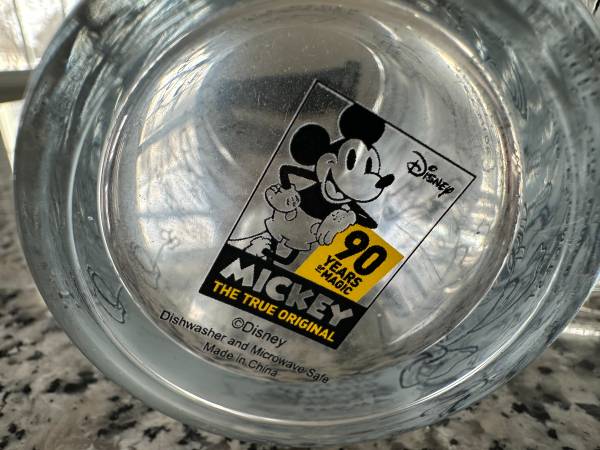 Disney
90
YEARS
of MAGIC
MICKEY
THE TRUE ORIGINAL
©Disney
Dishwasher and Microwave-Safe
Made in China